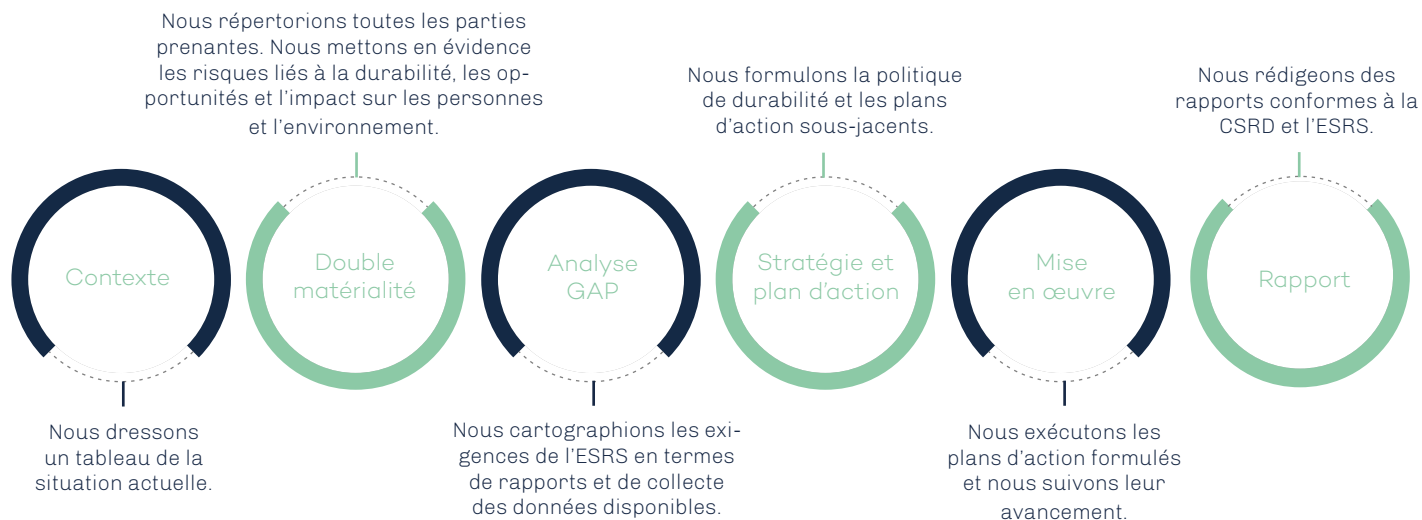 Nous répertorions toutes les parties
prenantes. Nous mettons en évidence
les risques liés à la durabilité, les op-
portunités et l'impact sur les personnes
et l'environnement.
Nous formulons la politique
de durabilité et les plans
d'action sous-jacents.
Nous rédigeons des
rapports conformes à la
CSRD et l'ESRS.
Contexte
Double
matérialité
Analyse
GAP
Stratégie et
plan d'action
Mise
en œuvre
Rapport
Nous dressons
un tableau de la
situation actuelle.
Nous cartographions les exi-
gences de l'ESRS en termes
de rapports et de collecte
des données disponibles.
Nous exécutons les
plans d'action formulés
et nous suivons leur
avancement.